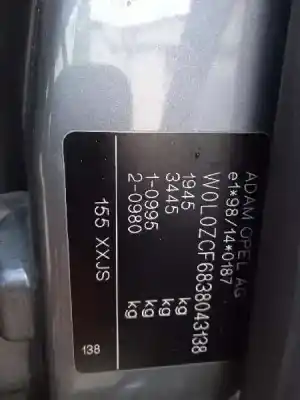 ADAM OPEL AG
e1*98/14*0187
W0L0ZCF6838043138
1945 kg
3445 kg
1-0995 kg
2-0980 kg
155 XXJS
138